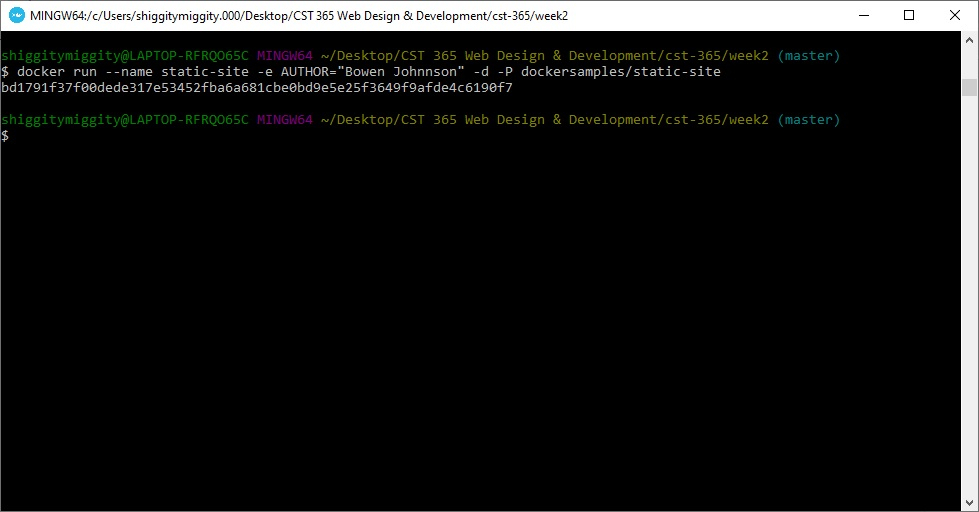 MINGW64:/c/Users/shiggitymiggity.000/Desktop/CST 365 Web Design & Development/cst-365/week2
shiggitymiggity@LAPTOP-RFRQO65C MINGW64 ~/Desktop/CST 365 Web Design & Development/cst-365/week2 (master)
$ docker run --name static-site -e AUTHOR="Bowen Johnnson" -d -P dockersamples/static-site
bd1791f37f00dede317e53452fba6a681cbe0bd9e5e25f3649f9afde4c6190f7
shiggitymiggity@LAPTOP-RFRQO65C MINGW64 ~/Desktop/CST 365 Web Design & Development/cst-365/week2 (master)
$